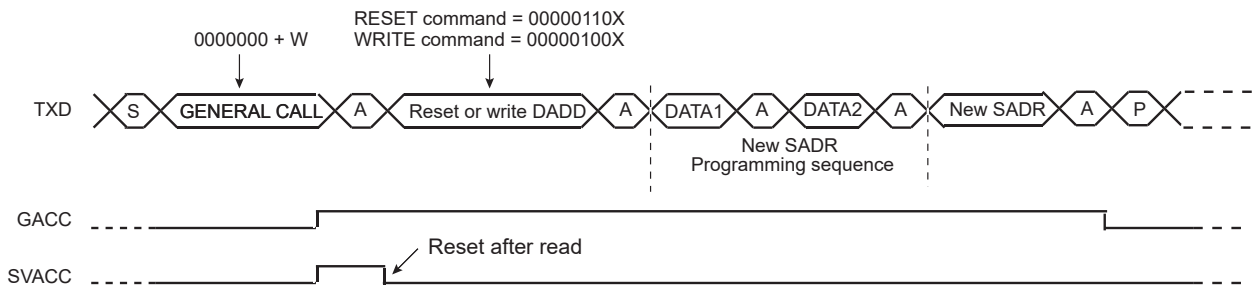 RESET command = 00000110X
0000000 + W
WRITE command = 00000100X
TXD
S
GENERAL CALL
A
Reset or write DADD
A
DATA1
A
DATA2
A
New SADR
A
P
New SADR
Programming sequence
GACC
Reset after read
SVACC